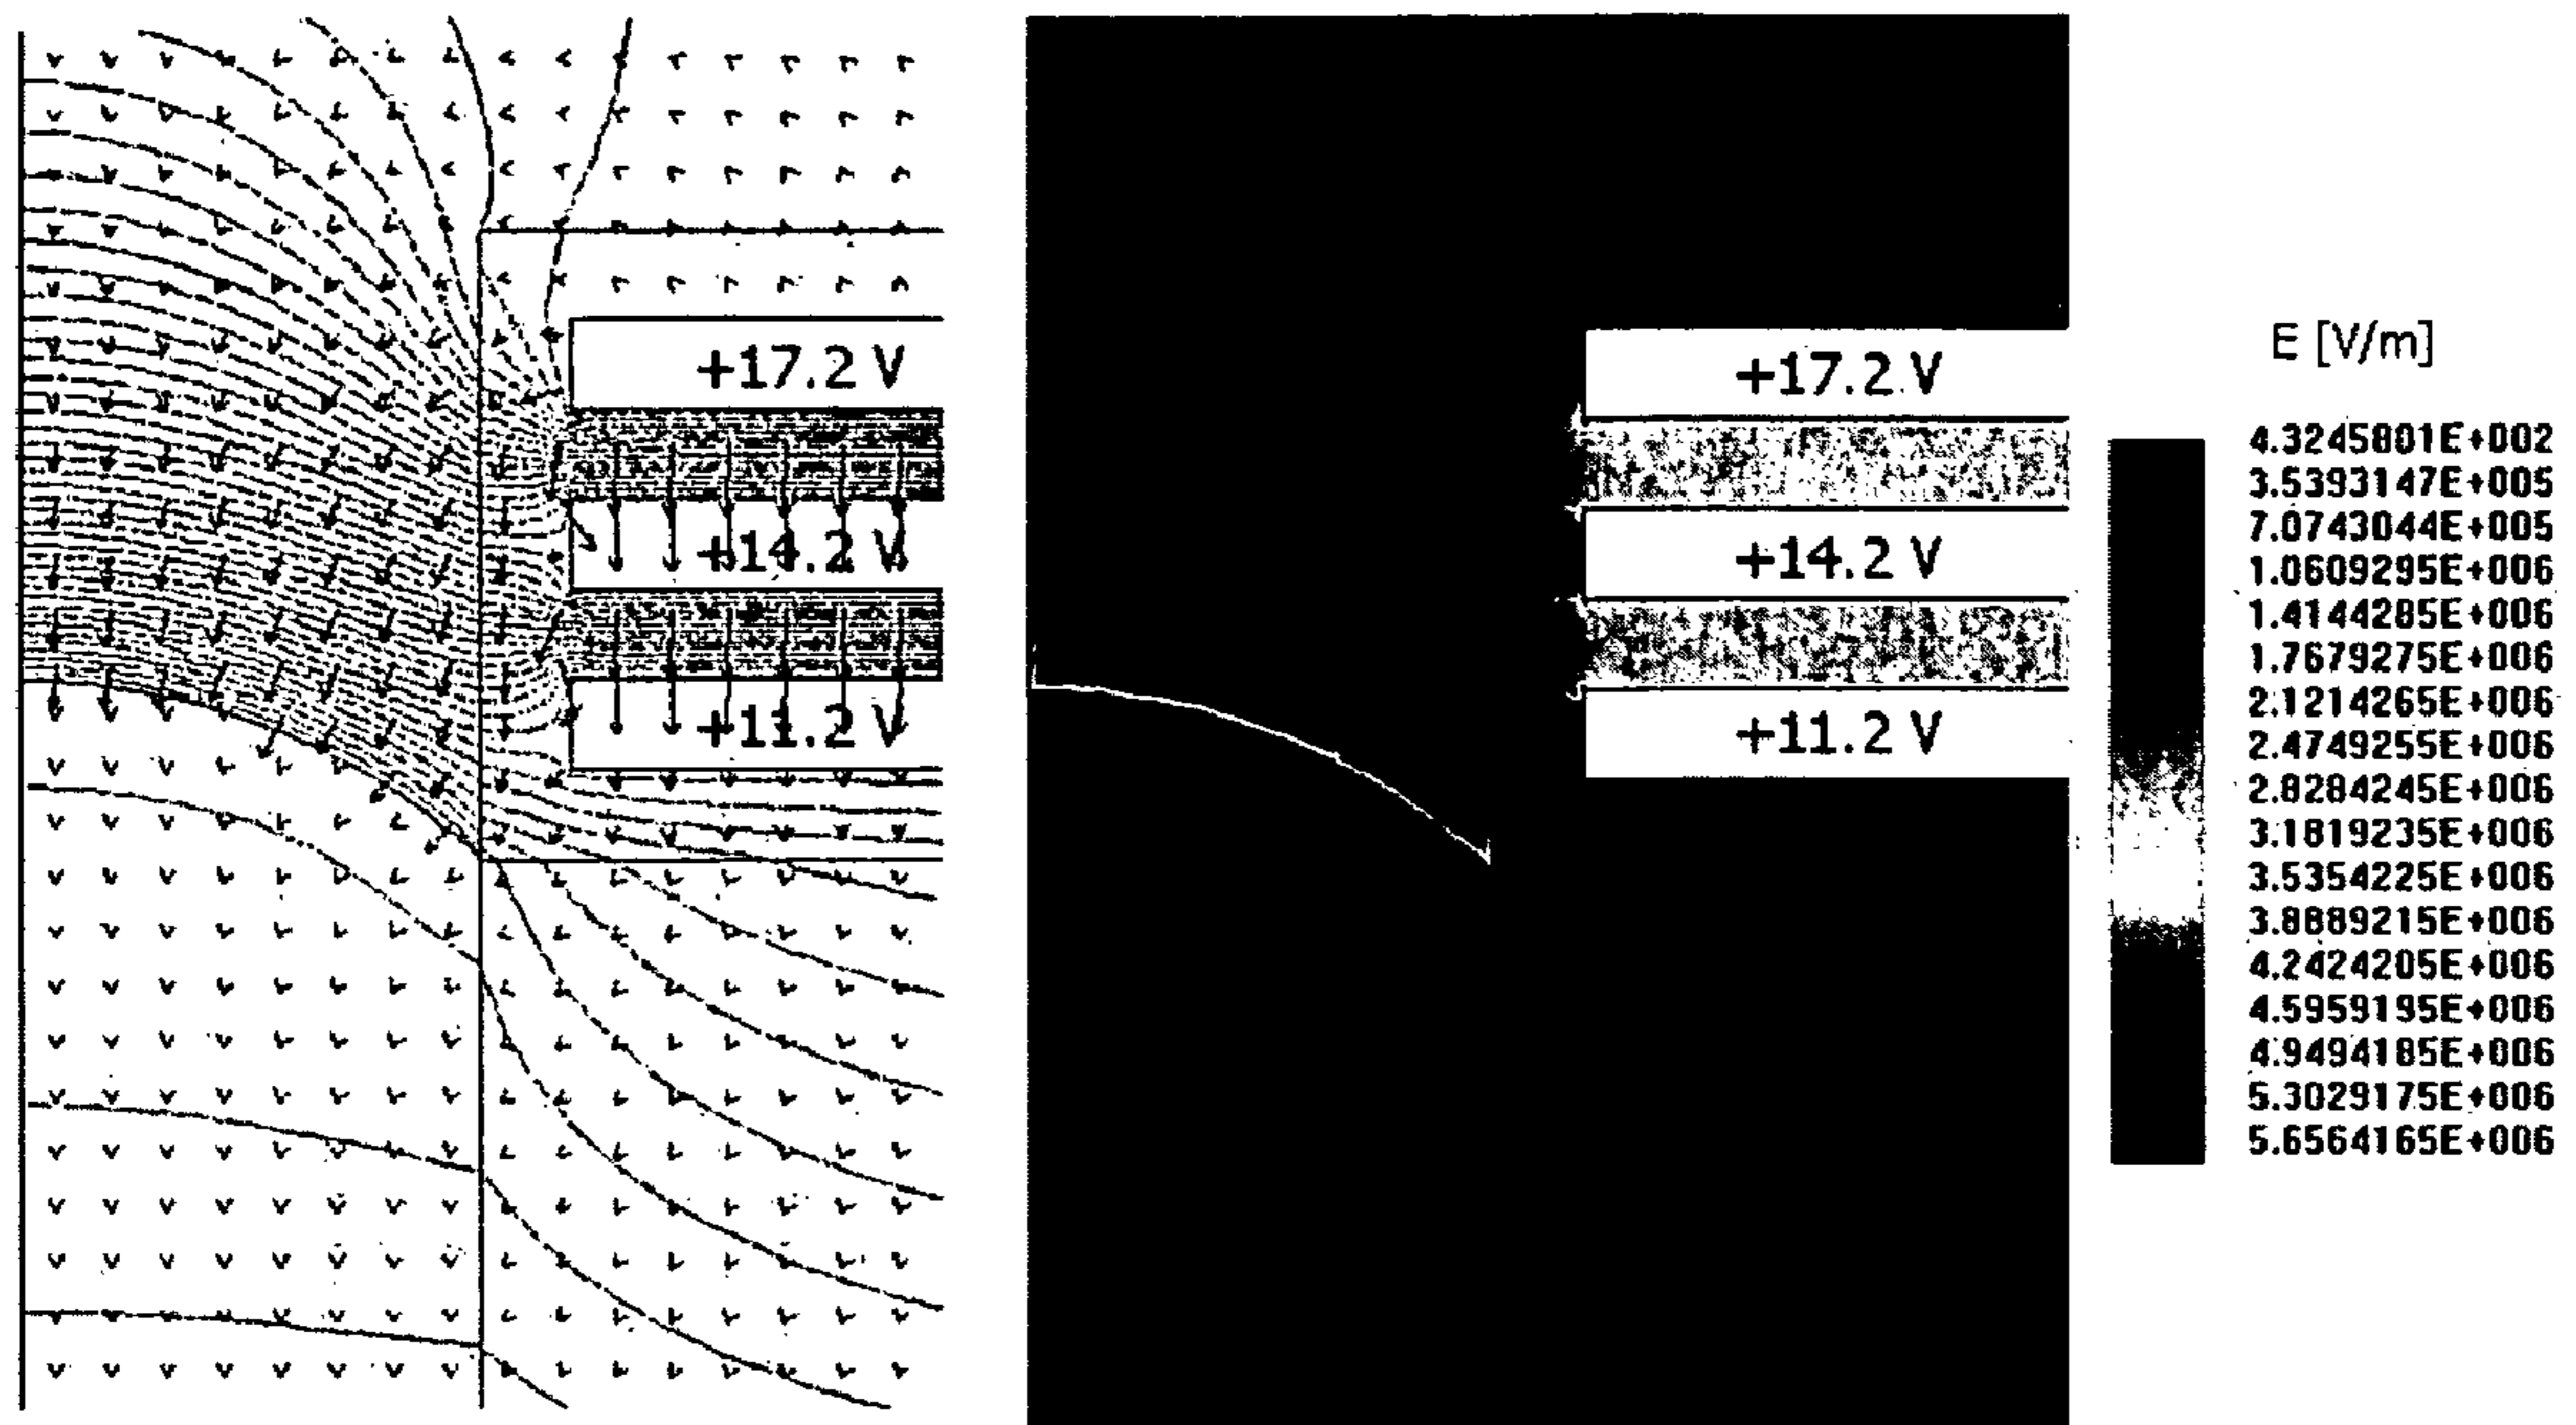 +17.2 V
+14.2 V
+11.2 V
+17.2 V
+14.2 V
+11.2 V
E [V/m]
4.3245801E+002
3.5393147E+005
7.0743044E+005
1.0609295E+006
1.4144285E+006
1.7679275E+006
2.1214265E+006
2.4749255E+006
2.8284245E+006
3.1819235E+006
3.5354225E+006
3.8889215E+006
4.2424205E+006
4.5959195E+006
4.9494185E+006
5.3029175E+006
5.6564165E+006